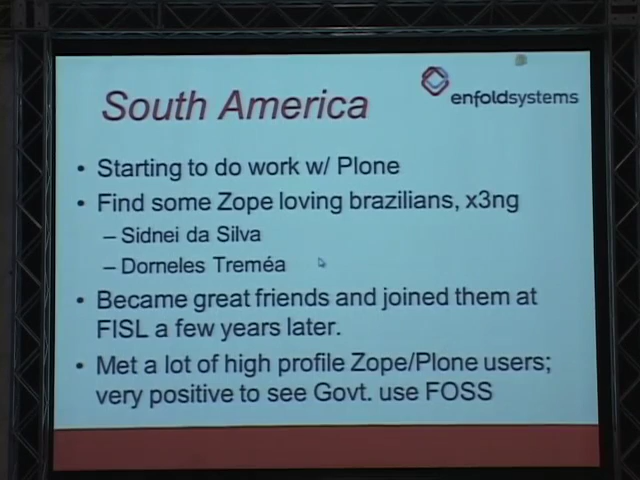 South America
enfoldsystems
• Starting to do work w/ Plone
• Find some Zope loving brazilians, x3ng
– Sidnei da Silva
– Dorneles Treméa
• Became great friends and joined them at
FISL a few years later.
• Met a lot of high profile Zope/Plone users;
very positive to see Govt. use FOSS